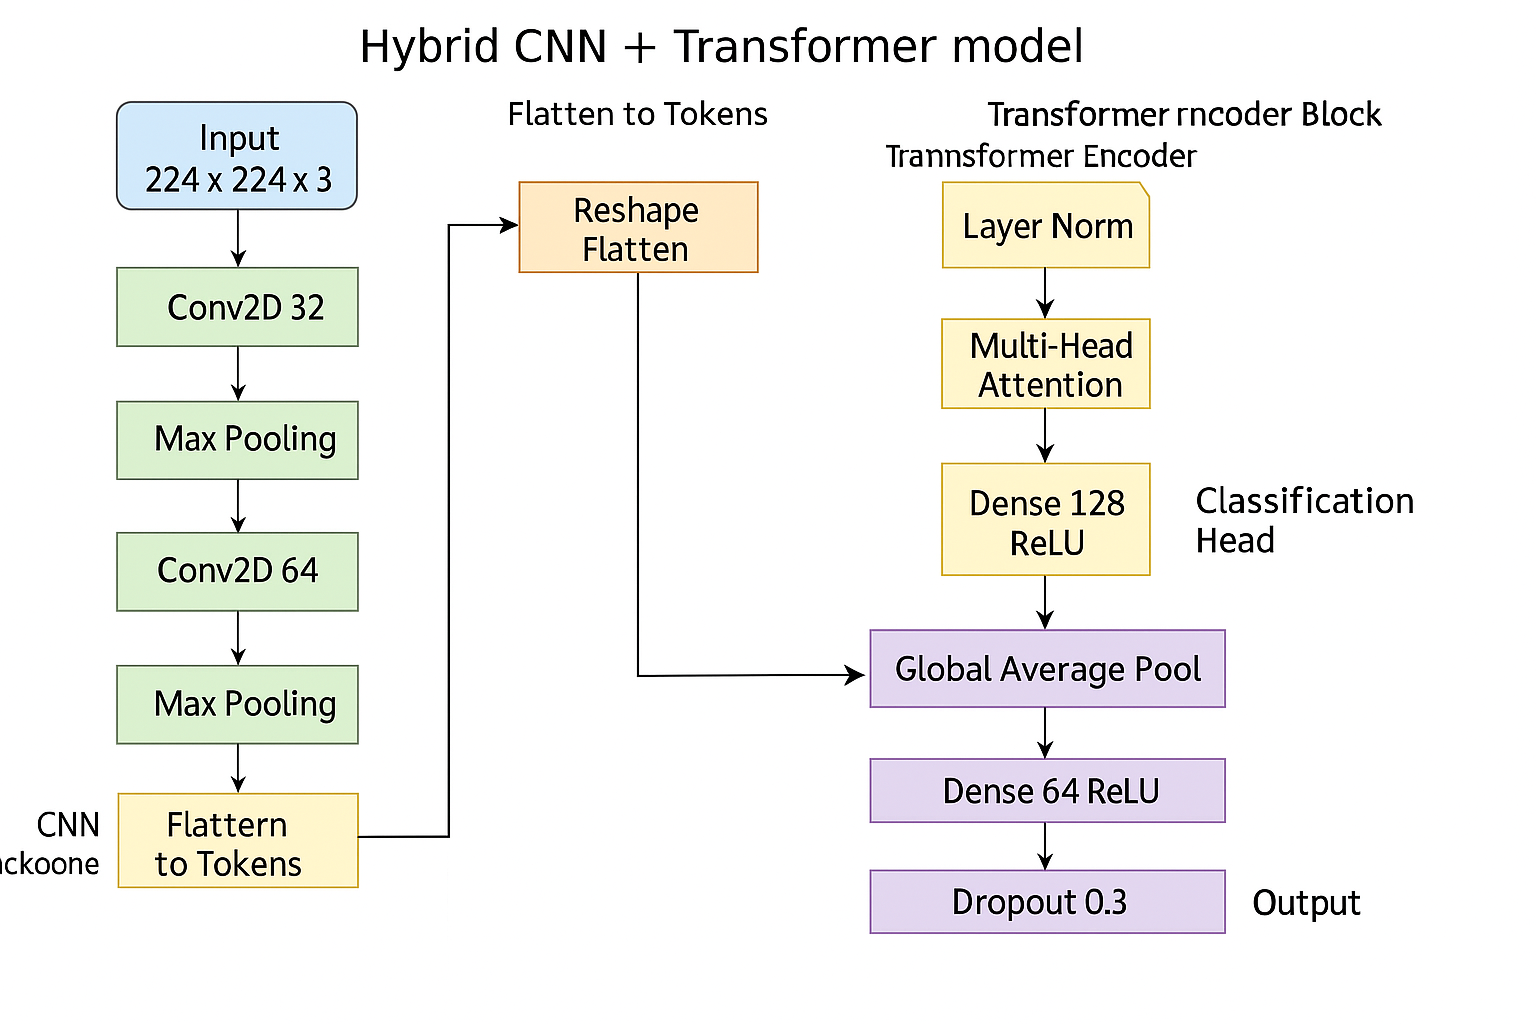 Hybrid CNN + Transformer model
Input
224 x 224 x 3
Conv2D 32
Max Pooling
Conv2D 64
Max Pooling
Flattern
to Tokens
CNN
ackoone
Flatten to Tokens
Reshape
Flatten
Transformer rncoder Block
Trannsformer Encoder
Layer Norm
Multi-Head
Attention
Dense 128
ReLU
Classification
Head
Global Average Pool
Dense 64 ReLU
Dropout 0.3
Output